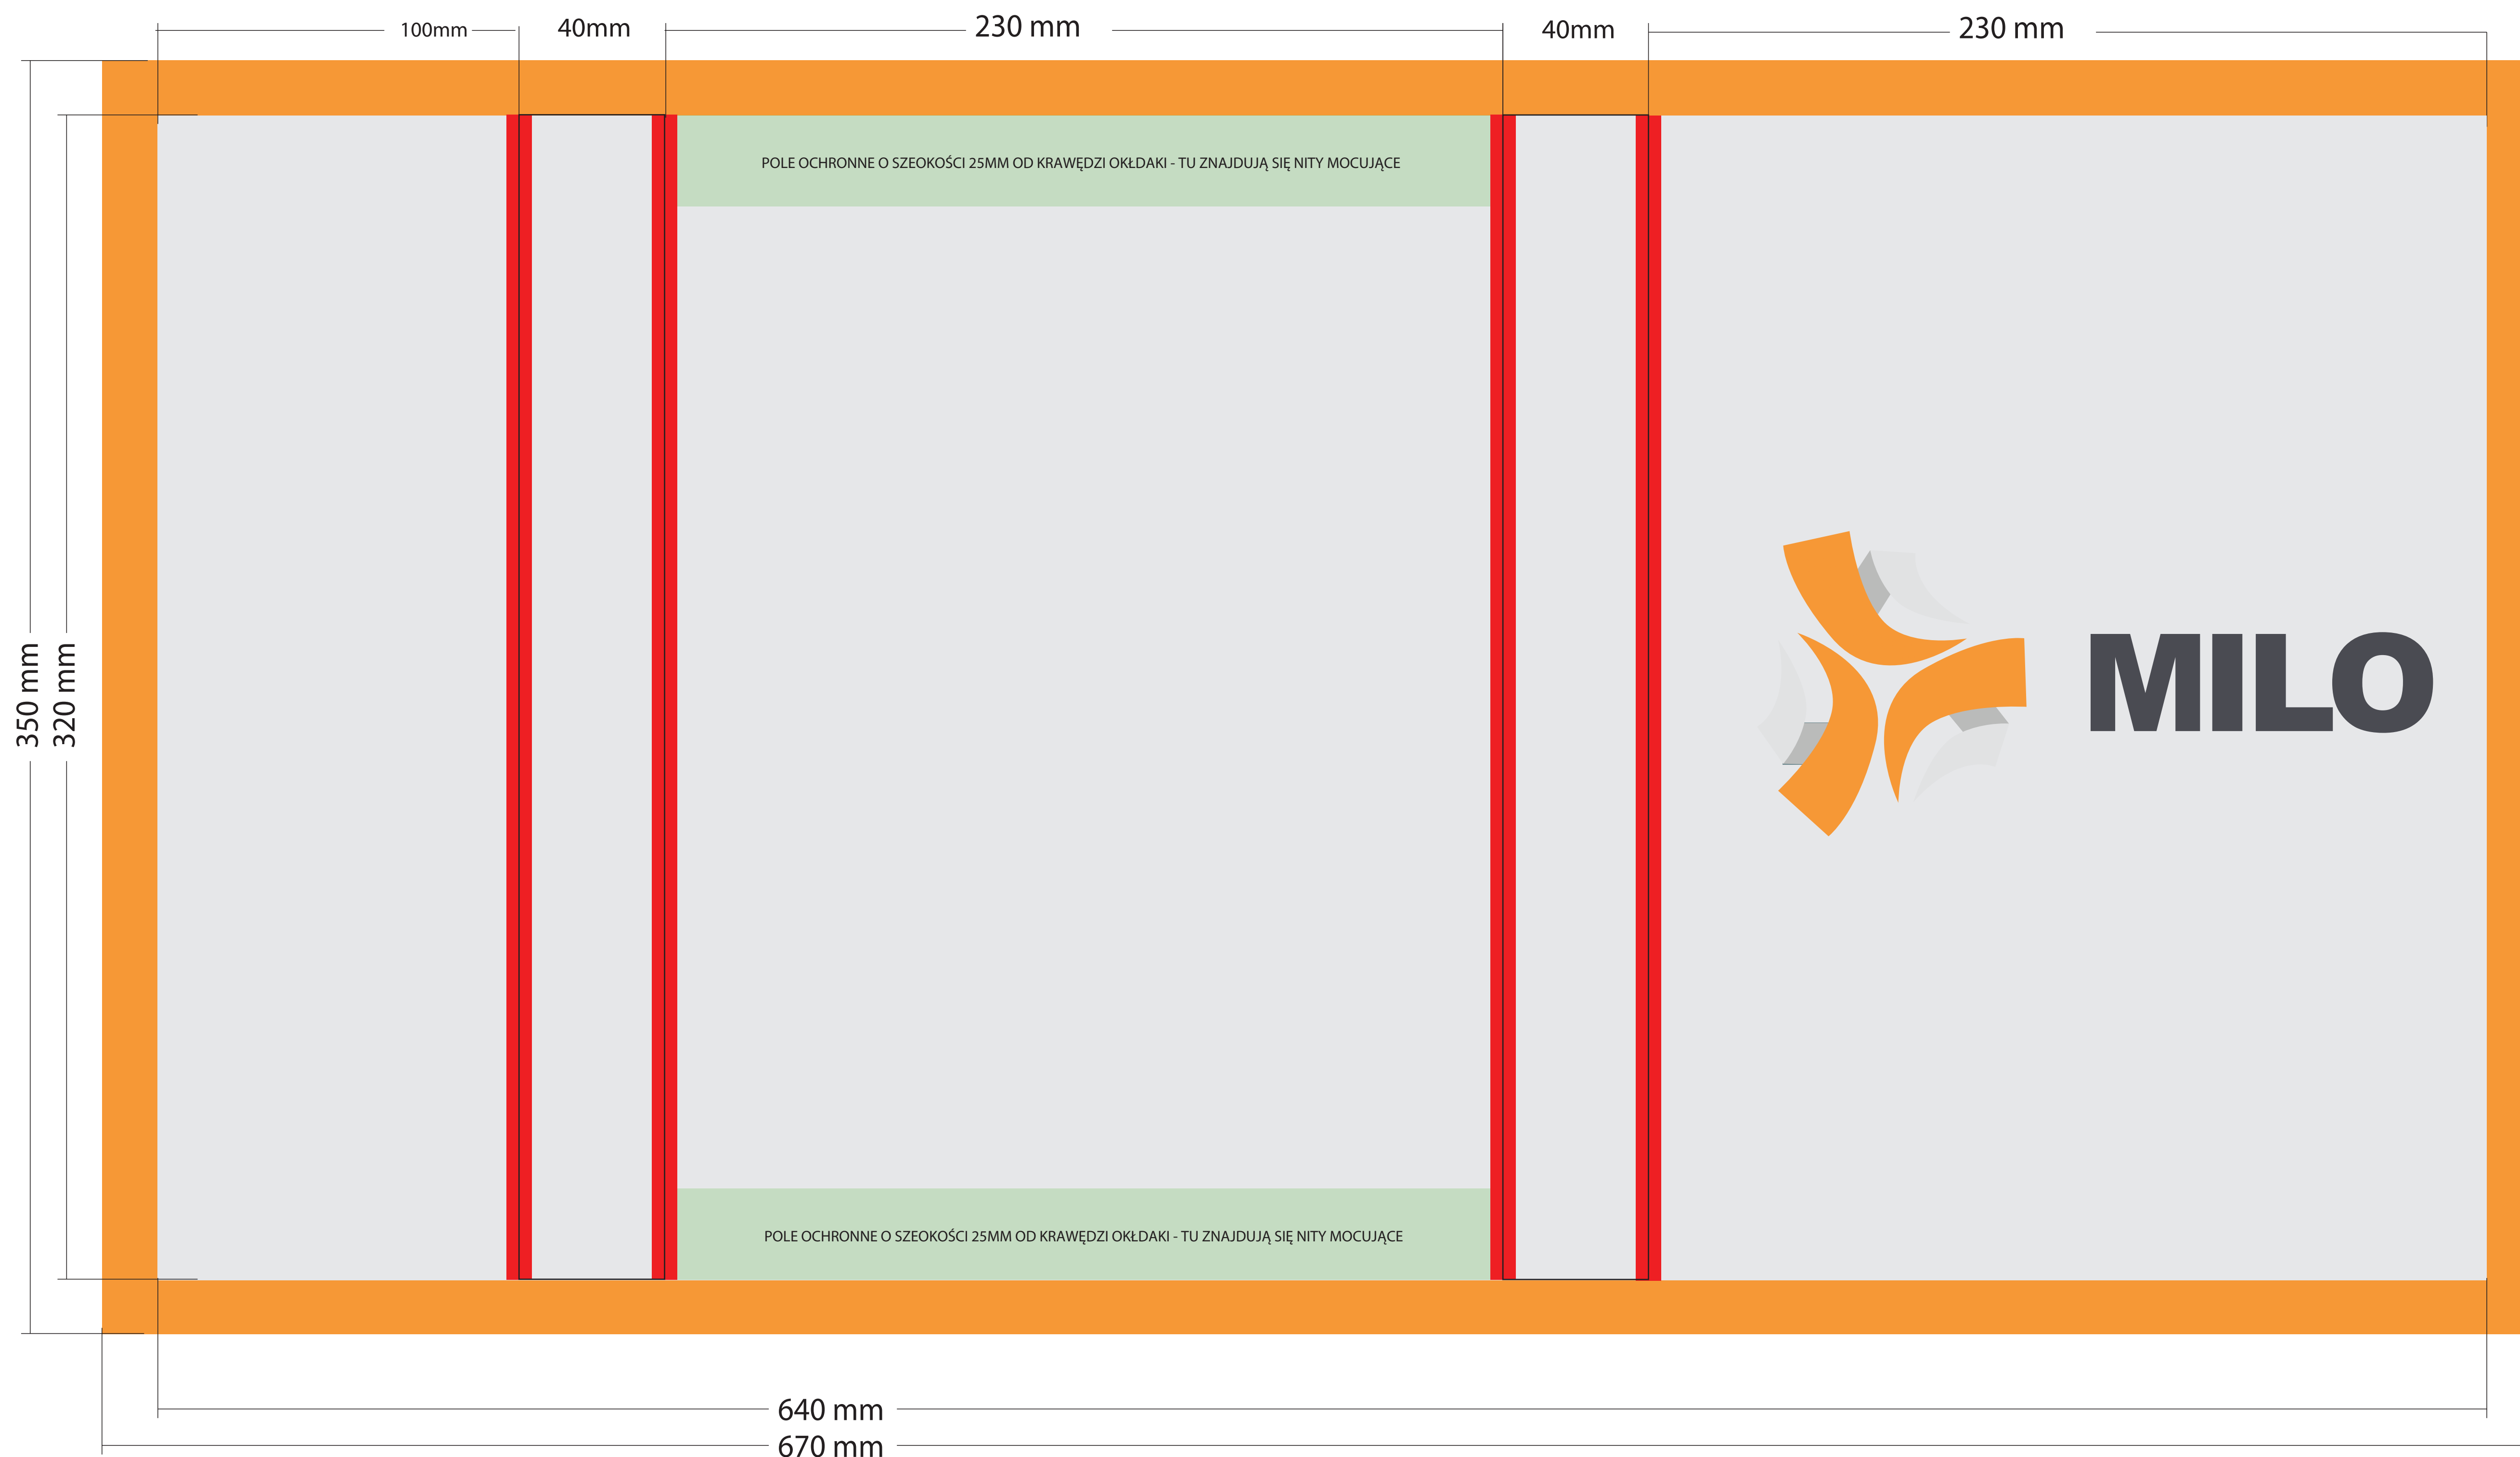 100mm
40mm
230 mm
40mm
230 mm
POLE OCHRONNE O SZEOKOŚCI 25MM OD KRAWĘDZI OKŁDAKI - TU ZNAJDUJĄ SIĘ NITY MOCUJĄCE
350 mm
320 mm
MILO
POLE OCHRONNE O SZEOKOŚCI 25MM OD KRAWĘDZI OKŁDAKI - TU ZNAJDUJĄ SIĘ NITY MOCUJĄCE
640 mm
670 mm